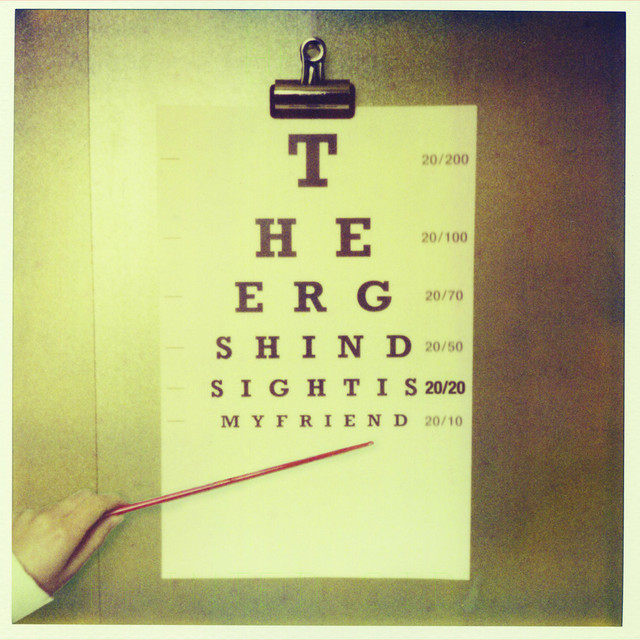 T 20/200
H E 20/100
E R G 20/70
S H I N D 20/50
S I G H T I S 20/20
M Y F R I E N D 20/10